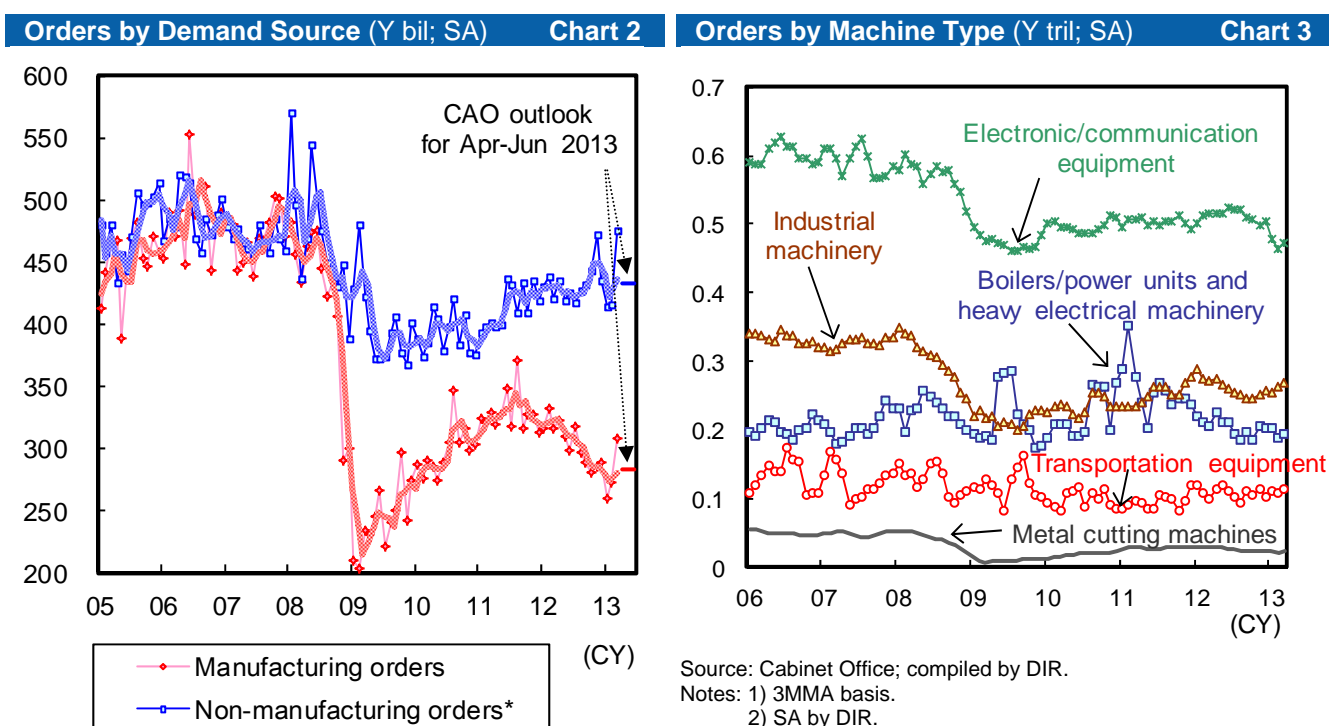 Orders by Demand Source (Y bil; SA) Chart 2
600
550
500
450
400
350
300
250
200
CAO outlook
for Apr-Jun 2013
05 06 07 08 09 10 11 12 13
(CY)
Manufacturing orders
Non-manufacturing orders*
Orders by Machine Type (Y tril; SA) Chart 3
0.7
0.6
0.5
0.4
0.3
0.2
0.1
0
Electronic/communication
equipment
Industrial
machinery
Boilers/power units and
heavy electrical machinery
Transportation equipment
Metal cutting machines
06 07 08 09 10 11 12 13
(CY)
Source: Cabinet Office; compiled by DIR.
Notes: 1) 3MMA basis.
2) SA by DIR.